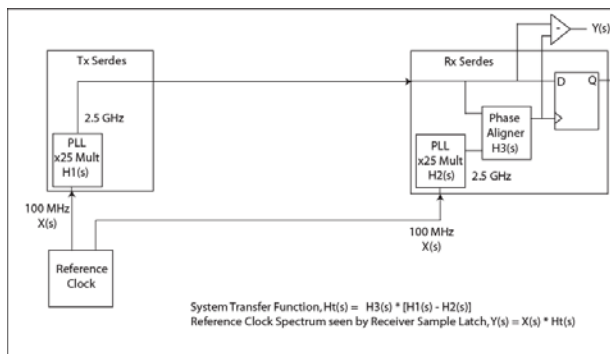 Y(s)
Tx Serdes
Rx Serdes
D
Q
2.5 GHz
Phase
Aligner
H3(s)
PLL
x25 Mult
H1(s)
PLL
x25 Mult
H2(s)
2.5 GHz
100 MHz
X(s)
100 MHz
X(s)
Reference
Clock
System Transfer Function, Ht(s) = H3(s) * [H1(s) - H2(s)]
Reference Clock Spectrum seen by Receiver Sample Latch, Y(s) = X(s) * Ht(s)